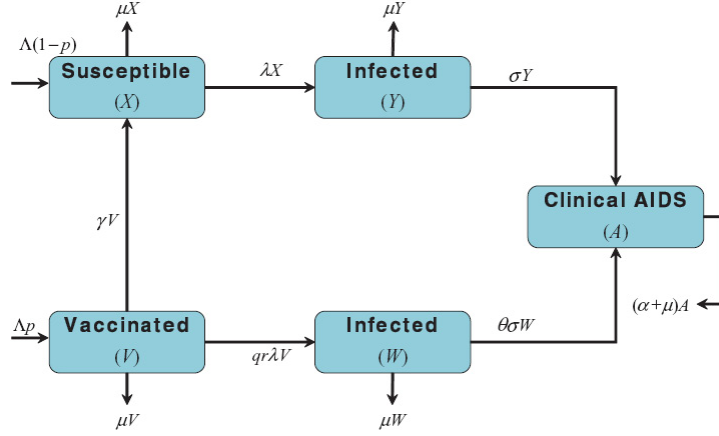 μX
μY
Λ(1−p)
Susceptible
(X)
λX
Infected
(Y)
σY
Clinical AIDS
(A)
γV
(α+μ)A
Λp
Vaccinated
(V)
qrλV
Infected
(W)
θσW
μV
μW